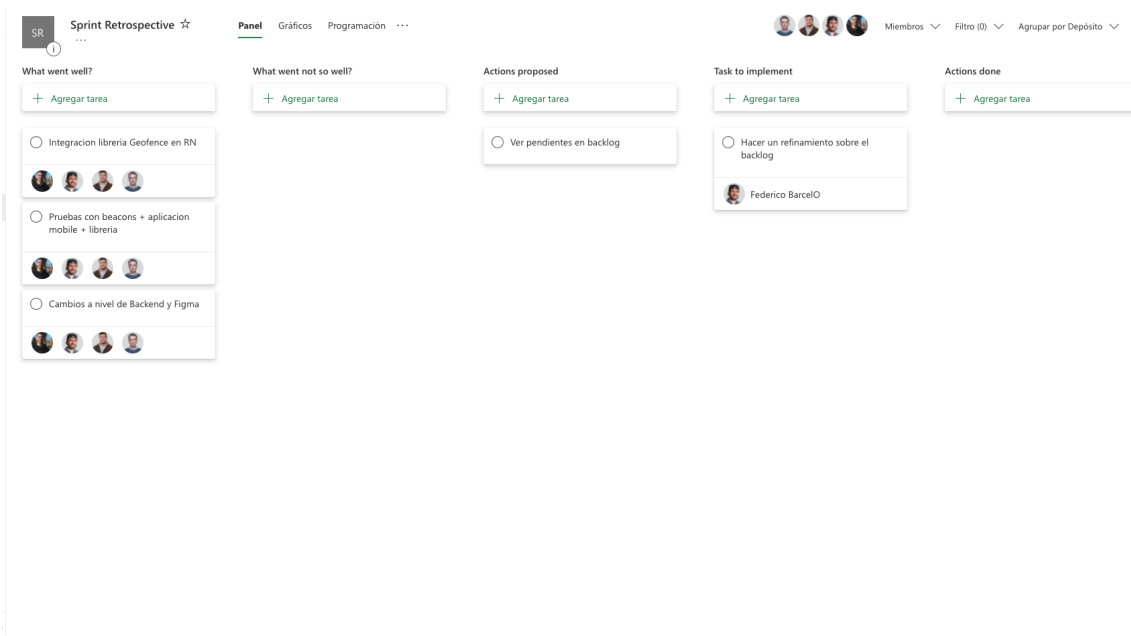 SR
Sprint Retrospective
Panel
Gráficos
Programación
Miembros
Filtro (0)
Agrupar por Depósito
What went well?
Agregar tarea
Integracion libreria Geofence en RN
Pruebas con beacons + aplicacion
mobile + libreria
Cambios a nivel de Backend y Figma
What went not so well?
Agregar tarea
Actions proposed
Agregar tarea
Ver pendientes en backlog
Task to implement
Agregar tarea
Hacer un refinamiento sobre el
backlog
Federico BarcelO
Actions done
Agregar tarea